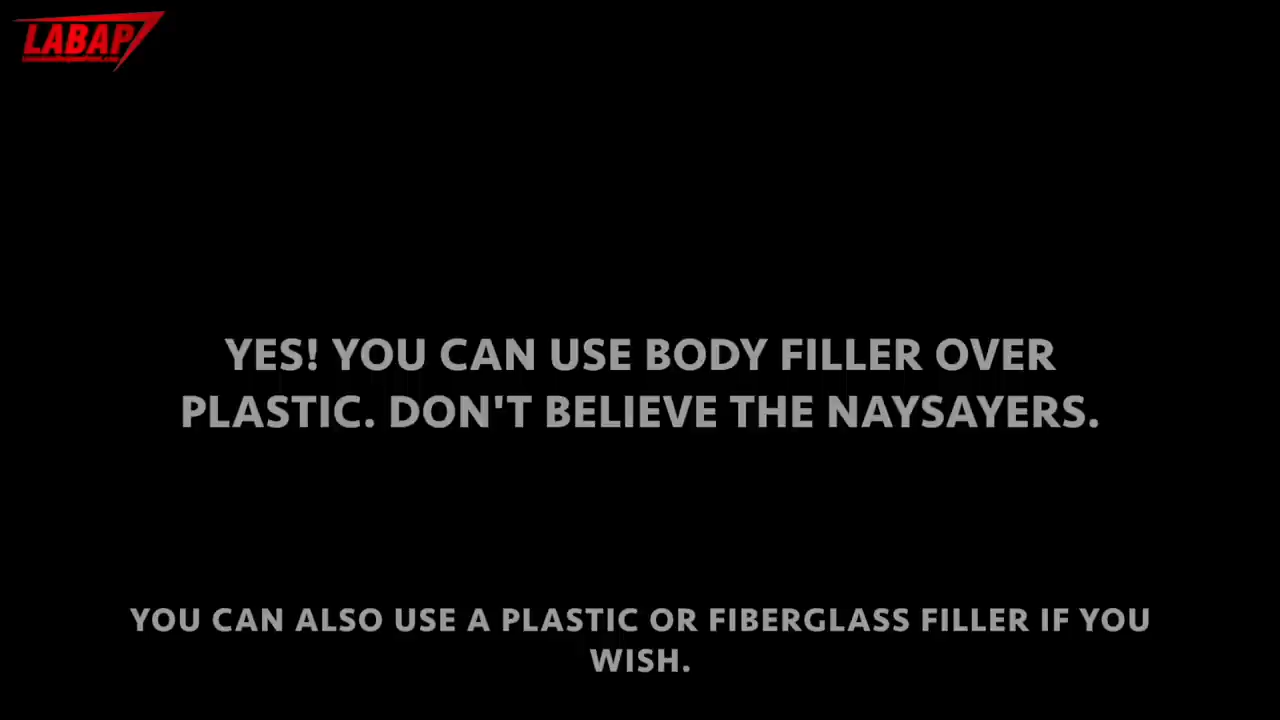 LABAP
YES! YOU CAN USE BODY FILLER OVER
PLASTIC. DON'T BELIEVE THE NAYSAYERS.
YOU CAN ALSO USE A PLASTIC OR FIBERGLASS FILLER IF YOU
WISH.